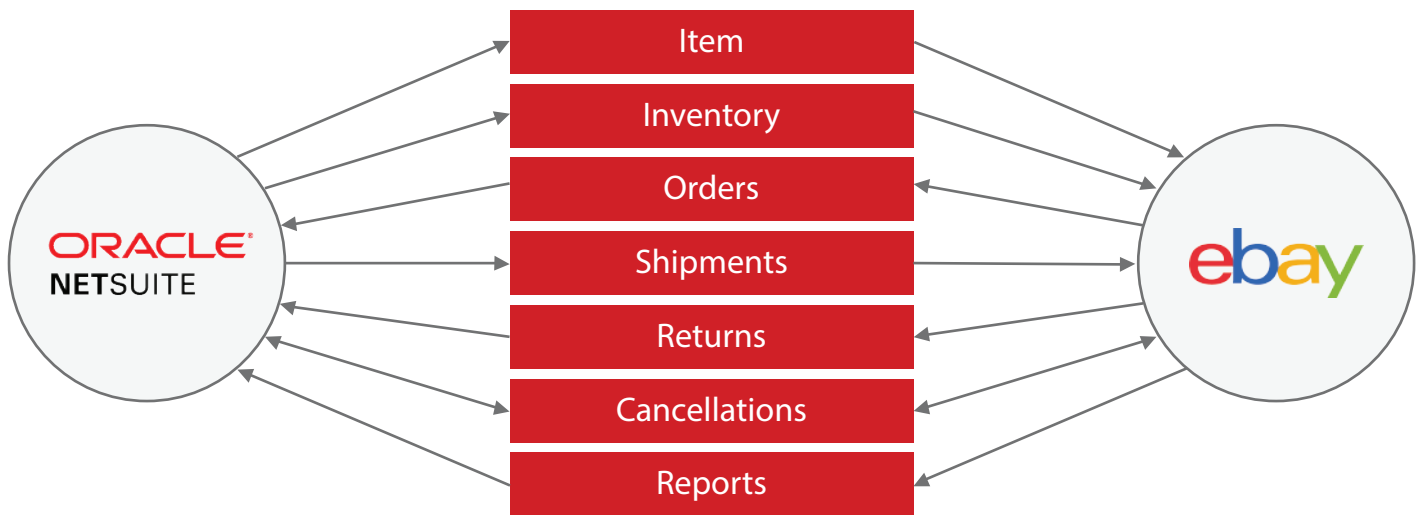 Item
Inventory
Orders
Shipments
Returns
Cancellations
Reports
ORACLE®
NETSUITE
ebay